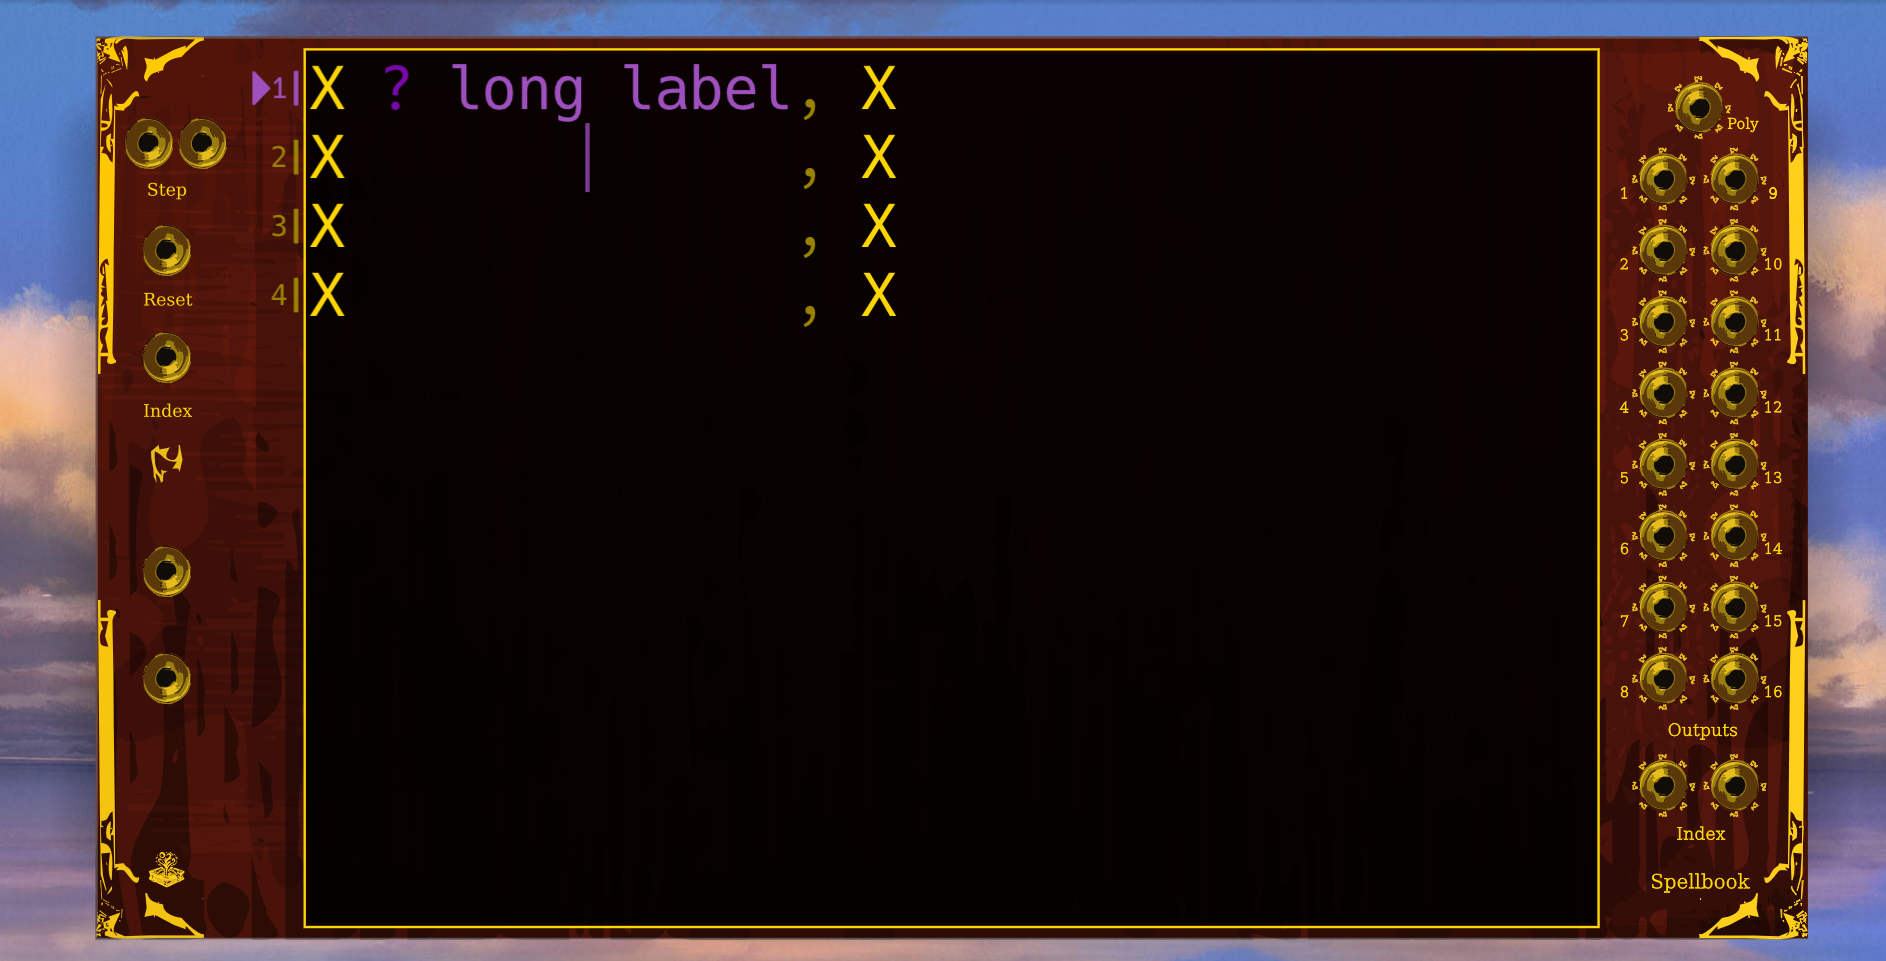 1 X ? long label, X
2 X , X
3 X , X
4 X , X
Step
Reset
Index
Poly
1 9
2 10
3 11
4 12
5 13
6 14
7 15
8 16
Outputs
Index
Spellbook